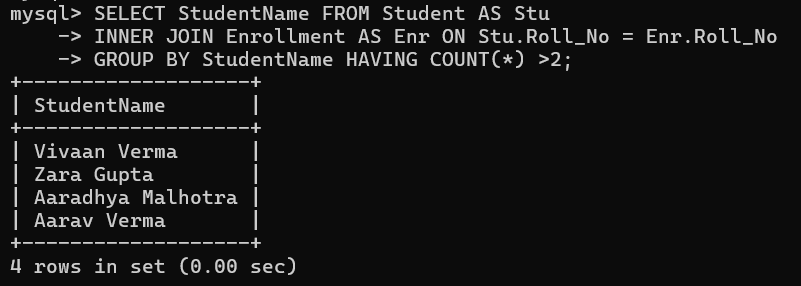 mysql> SELECT StudentName FROM Student AS Stu
    -> INNER JOIN Enrollment AS Enr ON Stu.Roll_No = Enr.Roll_No
    -> GROUP BY StudentName HAVING COUNT(*) >2;
+-------------------+
| StudentName       |
+-------------------+
| Vivaan Verma      |
| Zara Gupta        |
| Aaradhya Malhotra |
| Aarav Verma       |
+-------------------+
4 rows in set (0.00 sec)